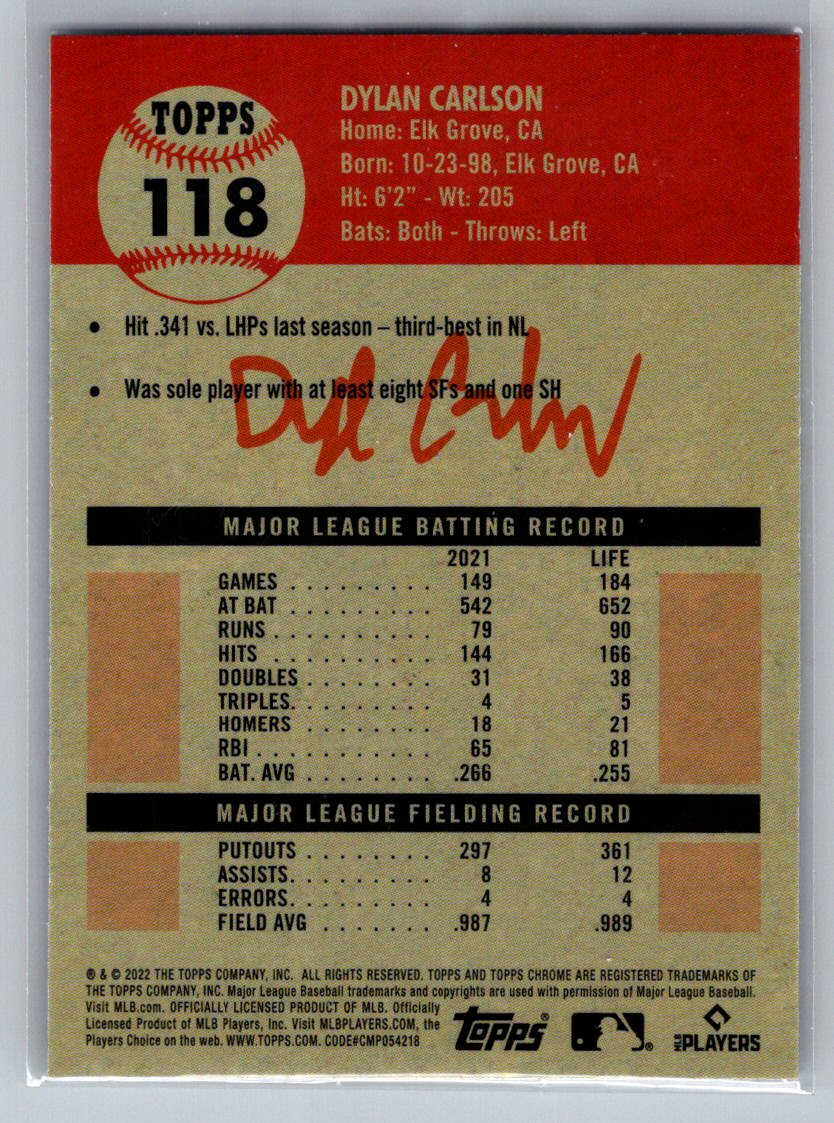 TOPPS
118
DYLAN CARLSON
Home: Elk Grove, CA
Born: 10-23-98, Elk Grove, CA
Ht: 6'2" - Wt: 205
Bats: Both - Throws: Left
• Hit .341 vs. LHPs last season – third-best in NL
• Was sole player with at least eight SFs and one SH
Dyl Carlson
MAJOR LEAGUE BATTING RECORD
2021 LIFE
GAMES . . . . . . . . . 149 184
AT BAT . . . . . . . . . 542 652
RUNS . . . . . . . . . . 79 90
HITS . . . . . . . . . . 144 166
DOUBLES . . . . . . . . 31 38
TRIPLES. . . . . . . . . 4 5
HOMERS . . . . . . . . 18 21
RBI . . . . . . . . . . . 65 81
BAT. AVG . . . . . . . .266 .255
MAJOR LEAGUE FIELDING RECORD
PUTOUTS . . . . . . . . 297 361
ASSISTS. . . . . . . . . 8 12
ERRORS. . . . . . . . . 4 4
FIELD AVG . . . . . . . .987 .989
® & © 2022 THE TOPPS COMPANY, INC. ALL RIGHTS RESERVED. TOPPS AND TOPPS CHROME ARE REGISTERED TRADEMARKS OF
THE TOPPS COMPANY, INC. Major League Baseball trademarks and copyrights are used with permission of Major League Baseball.
Visit MLB.com. OFFICIALLY LICENSED PRODUCT OF MLB. Officially
Licensed Product of MLB Players, Inc. Visit MLBPLAYERS.COM, the
Players Choice on the web. WWW.TOPPS.COM. CODE#CMP054218
topps®
®
MLB PLAYERS